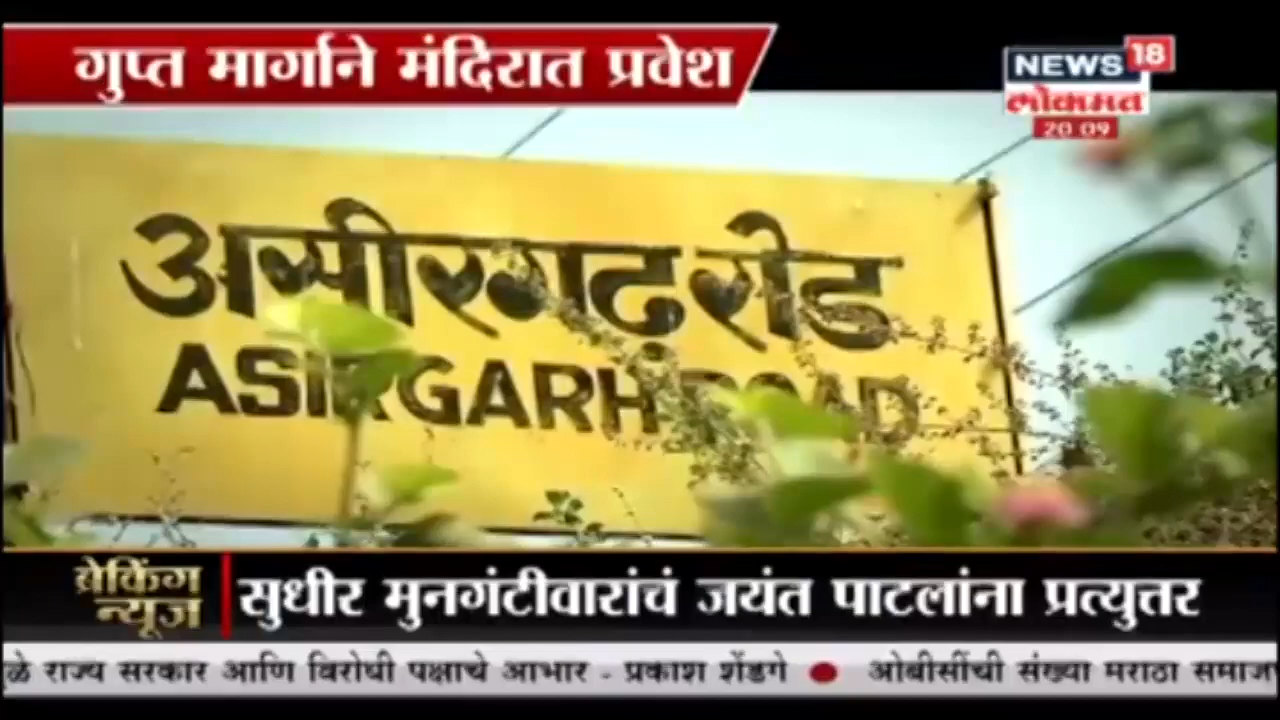 गुप्त मार्गाने मंदिरात प्रवेश
NEWS 18
लोकमत
20 09
असीरगढ़ रोड
ASIRGARH ROAD
ब्रेकिंग न्यूज
सुधीर मुनगंटीवारांचं जयंत पाटलांना प्रत्युत्तर
राज्य सरकार आणि विरोधी पक्षाचे आभार - प्रकाश शेंडगे ● ओबीसींची संख्या मराठा